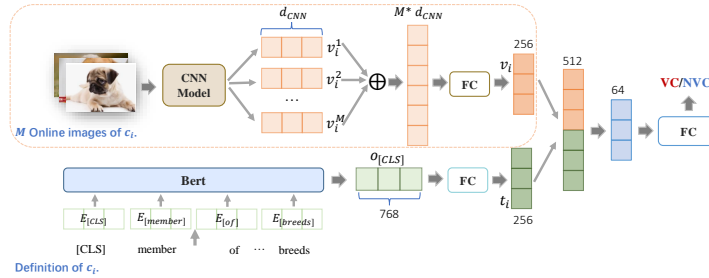 d_CNN
M* d_CNN
CNN
Model
v_i^1
v_i^2
...
v_i^M
⊕
FC
256
v_i
512
64
VC/NVC
FC
M Online images of c_i.
Bert
O_[CLS]
768
FC
t_i
256
E_[CLS] E_[member] E_[of] E_[breeds]
[CLS] member of ... breeds
Definition of c_i.